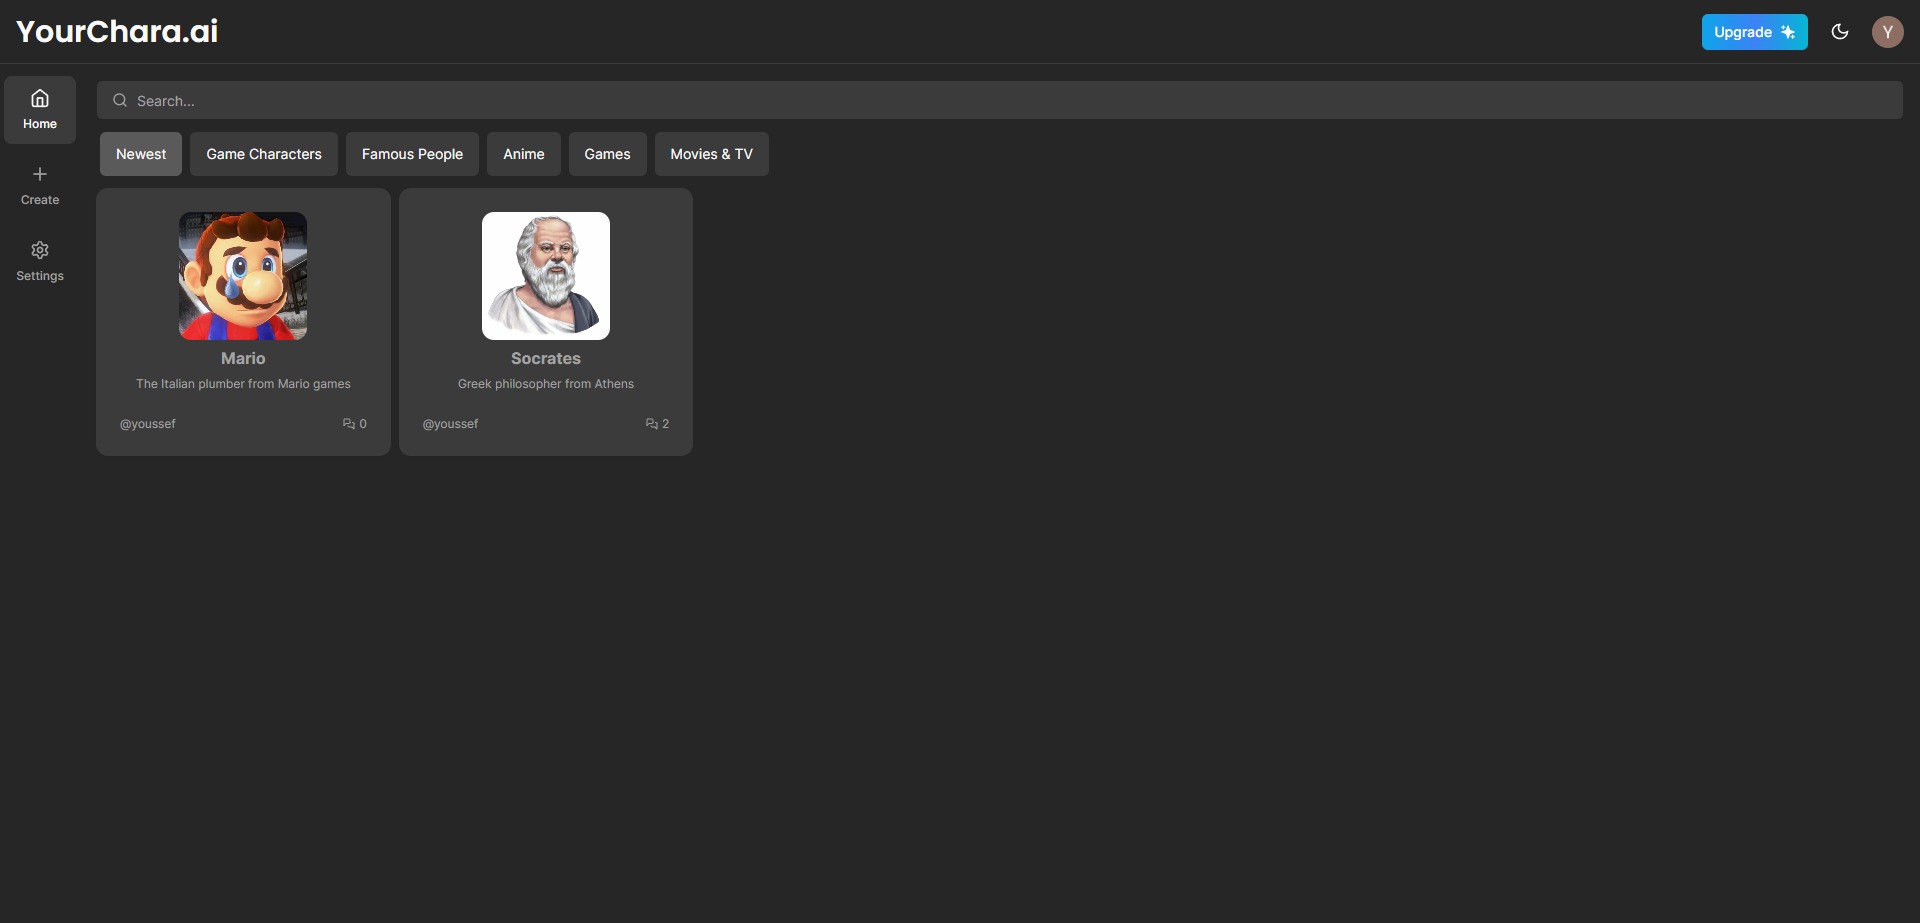 YourChara.ai
Upgrade
Y
Home
Create
Settings
Search...
Newest
Game Characters
Famous People
Anime
Games
Movies & TV
Mario
The Italian plumber from Mario games
@youssef
0
Socrates
Greek philosopher from Athens
@youssef
2